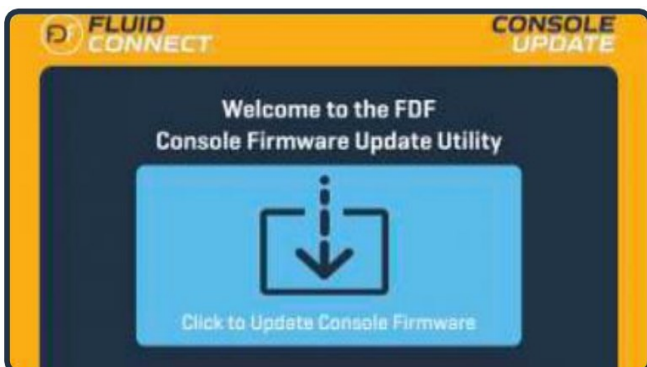 FLUID
CONNECT
CONSOLE
UPDATE
Welcome to the FDF
Console Firmware Update Utility
Click to Update Console Firmware